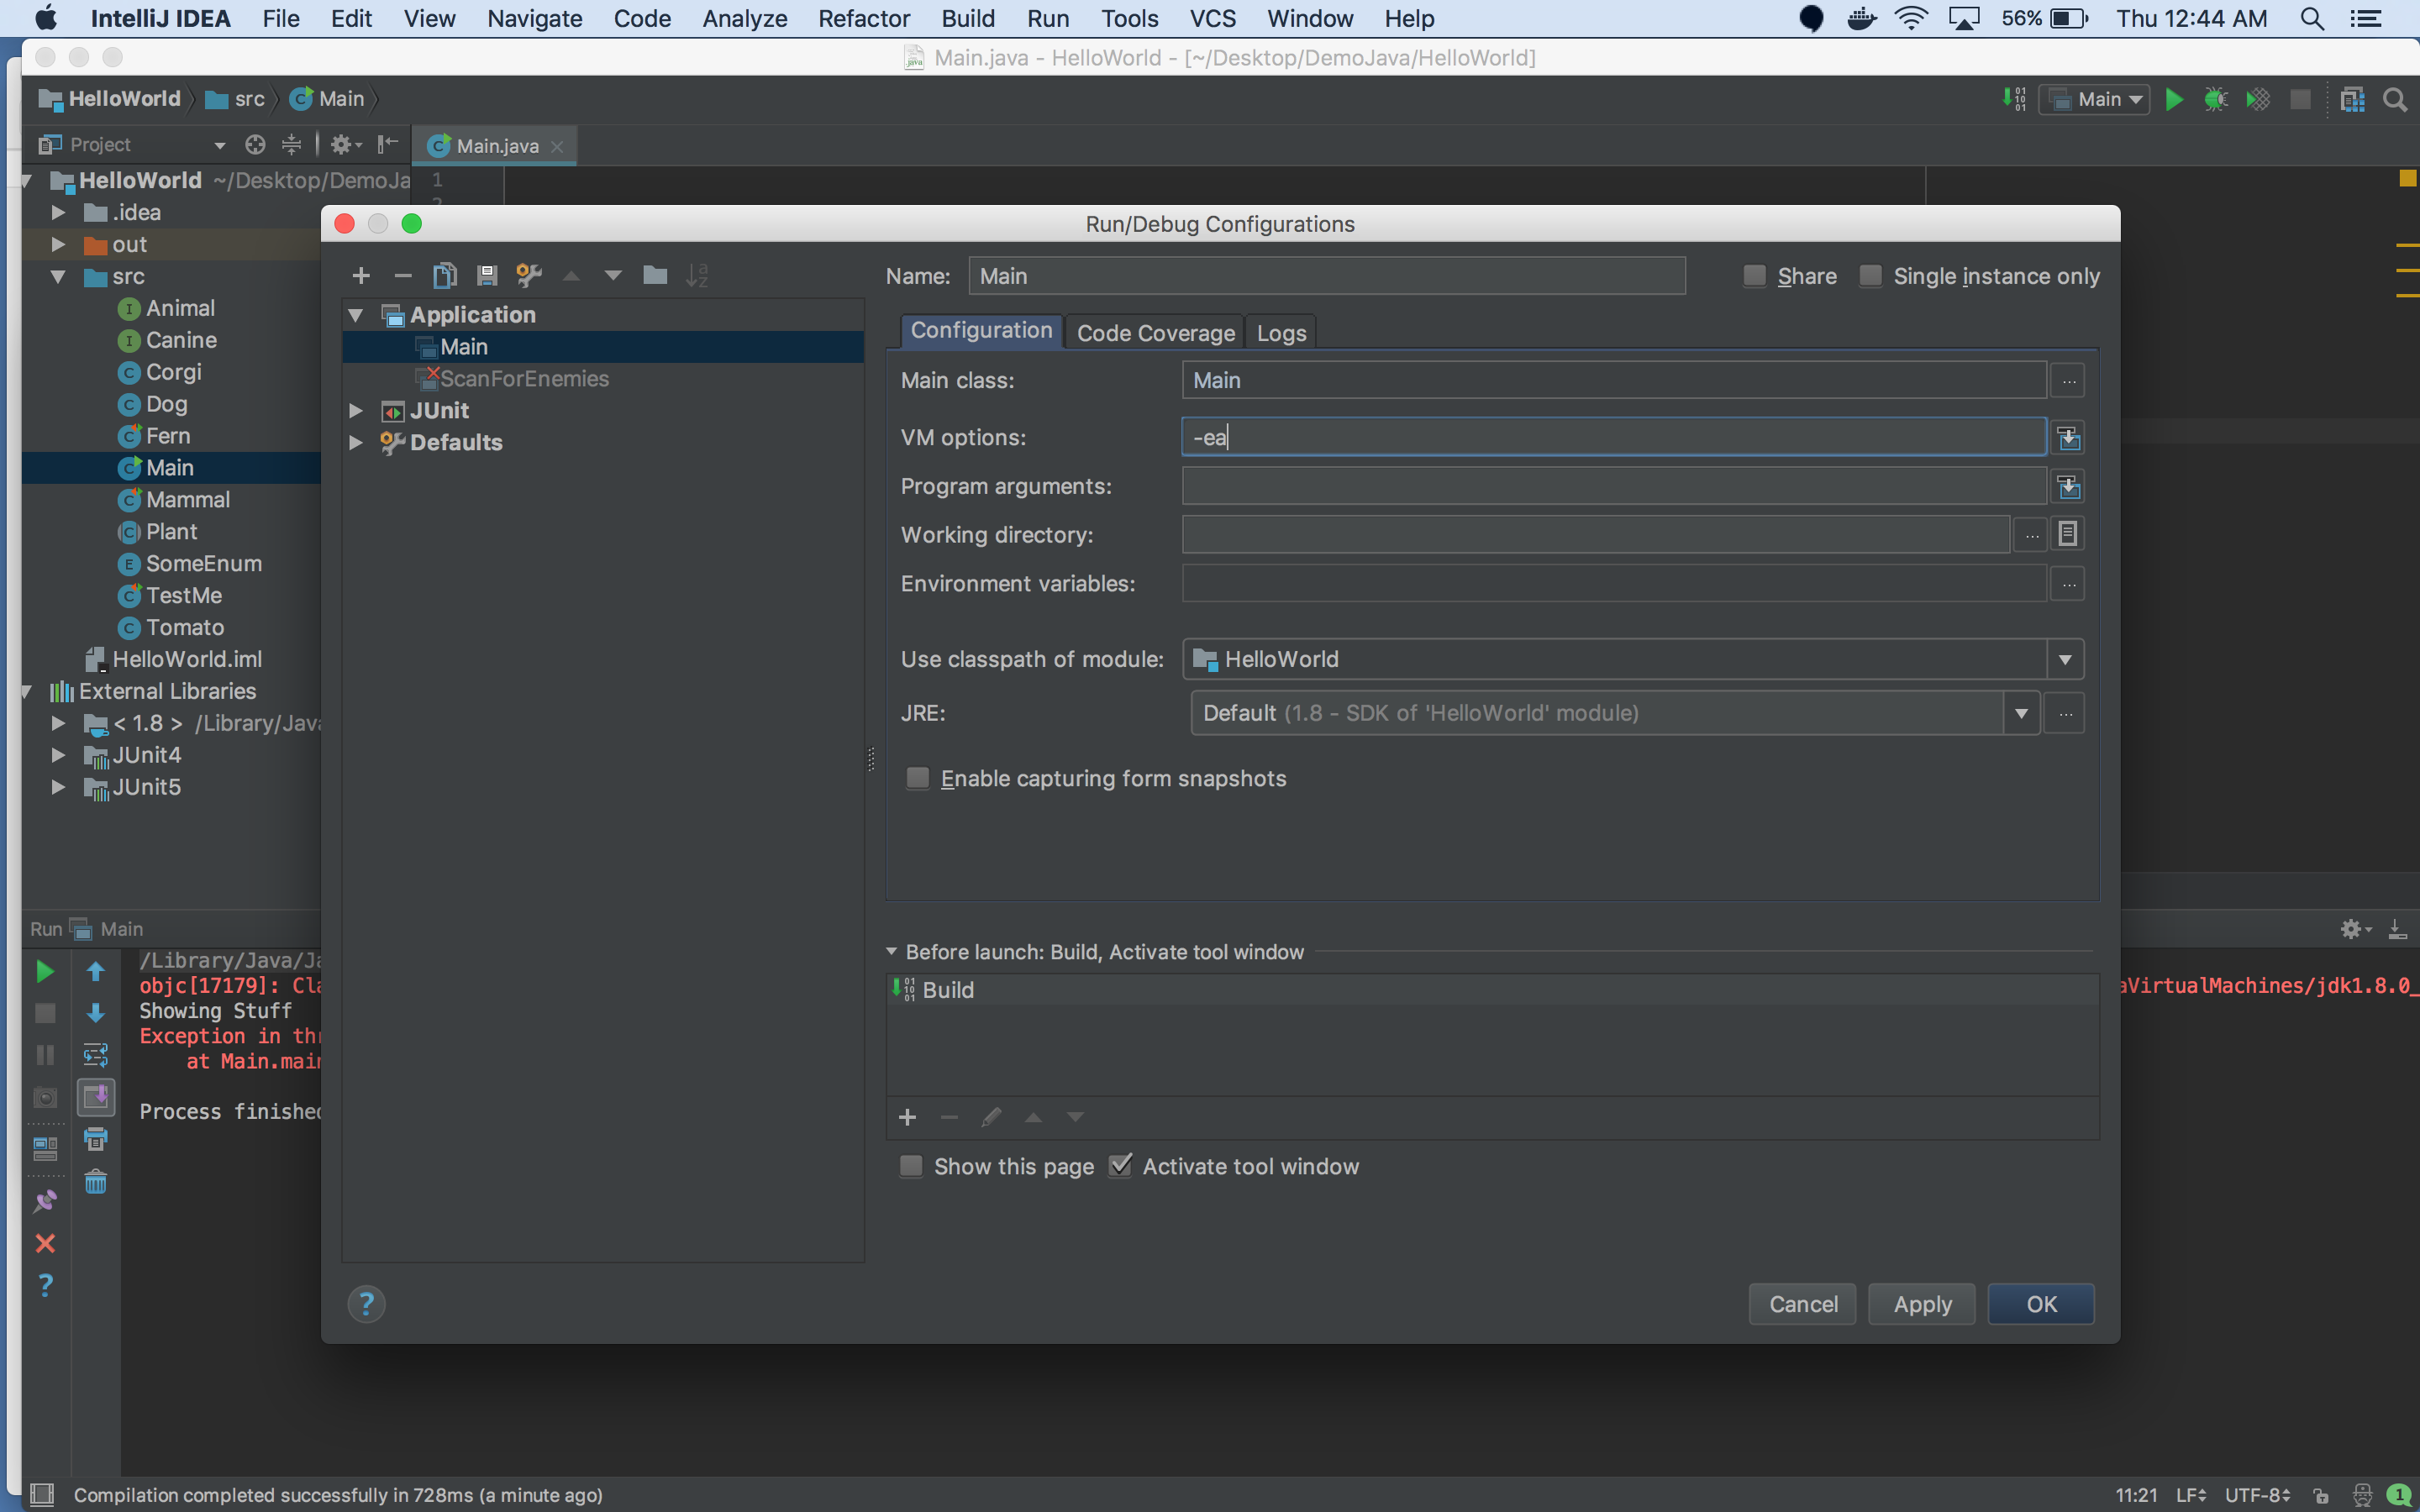 IntelliJ IDEA File Edit View Navigate Code Analyze Refactor Build Run Tools VCS Window Help 56% Thu 12:44 AM
Main.java - HelloWorld - [~/Desktop/DemoJava/HelloWorld]
HelloWorld src Main Main
Project Main.java
HelloWorld ~/Desktop/DemoJa
.idea
out
src
Animal
Canine
Corgi
Dog
Fern
Main
Mammal
Plant
SomeEnum
TestMe
Tomato
HelloWorld.iml
External Libraries
< 1.8 > /Library/Java
JUnit4
JUnit5
1
2
Run/Debug Configurations
Application
Main
ScanForEnemies
JUnit
Defaults
Name: Main Share Single instance only
Configuration Code Coverage Logs
Main class: Main ...
VM options: -ea
Program arguments:
Working directory: ...
Environment variables: ...
Use classpath of module: HelloWorld
JRE: Default (1.8 - SDK of 'HelloWorld' module) ...
Enable capturing form snapshots
Before launch: Build, Activate tool window
Build
Show this page Activate tool window
? Cancel Apply OK
Run Main
/Library/Java/Ja
objc[17179]: Cla aVirtualMachines/jdk1.8.0_
Showing Stuff
Exception in thr
at Main.main
Process finished
Compilation completed successfully in 728ms (a minute ago) 11:21 LF UTF-8 1